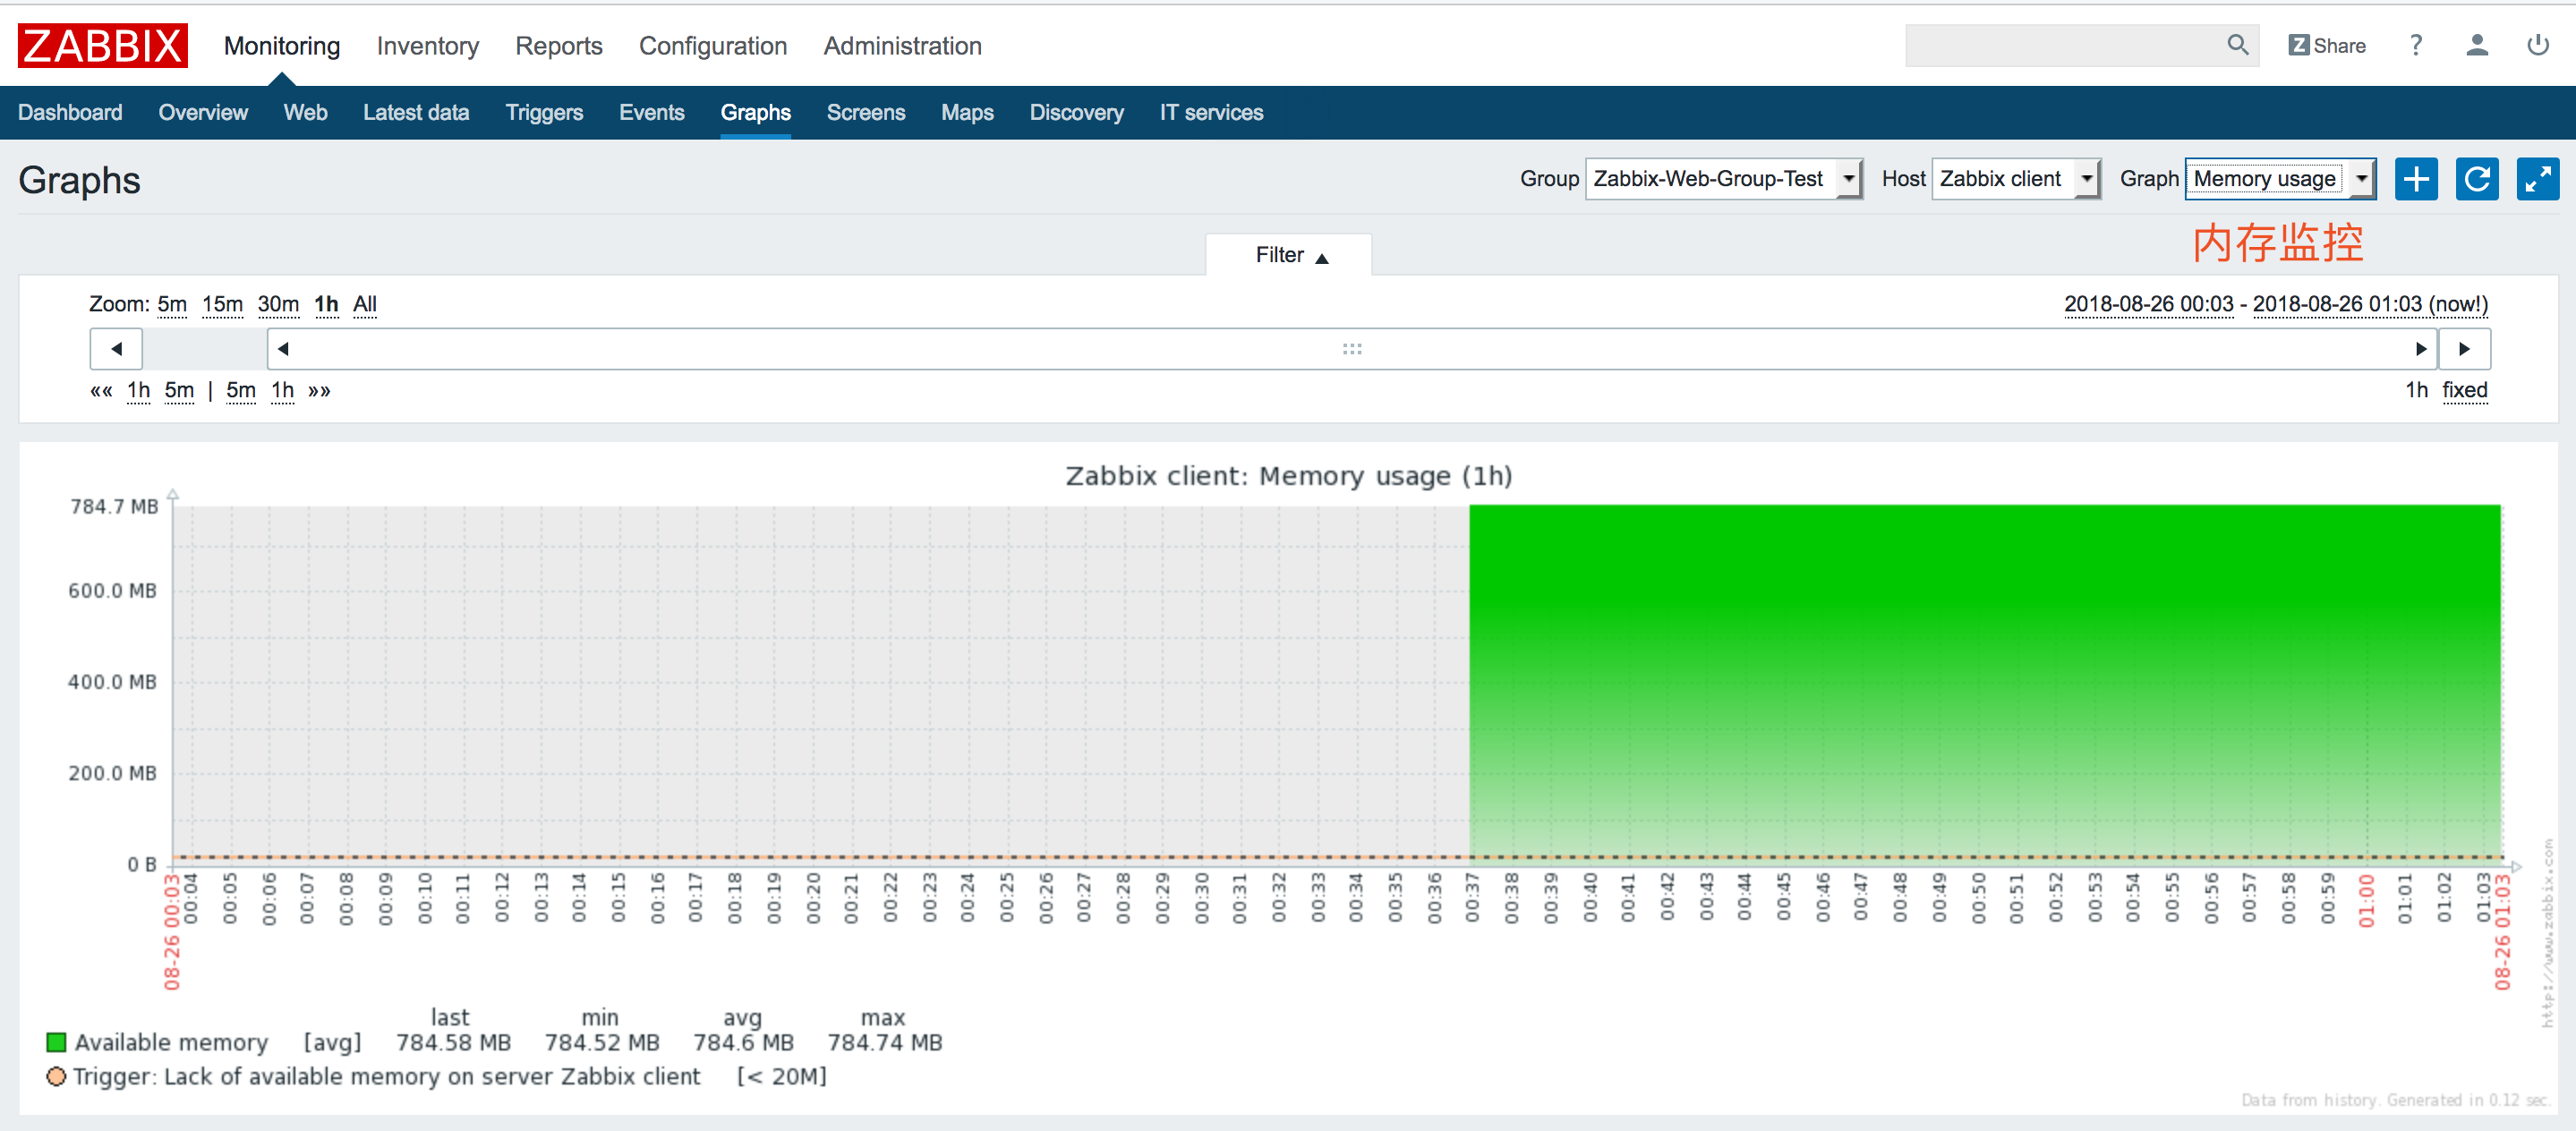 ZABBIX Monitoring Inventory Reports Configuration Administration Z Share ?
Dashboard Overview Web Latest data Triggers Events Graphs Screens Maps Discovery IT services
Graphs Group Zabbix-Web-Group-Test Host Zabbix client Graph Memory usage
内存监控
Filter ▲
Zoom: 5m 15m 30m 1h All 2018-08-26 00:03 - 2018-08-26 01:03 (now!)
«« 1h 5m | 5m 1h »» 1h fixed
Zabbix client: Memory usage (1h)
784.7 MB
600.0 MB
400.0 MB
200.0 MB
0 B
08-26 00:03 00:04 00:05 00:06 00:07 00:08 00:09 00:10 00:11 00:12 00:13 00:14 00:15 00:16 00:17 00:18 00:19 00:20 00:21 00:22 00:23 00:24 00:25 00:26 00:27 00:28 00:29 00:30 00:31 00:32 00:33 00:34 00:35 00:36 00:37 00:38 00:39 00:40 00:41 00:42 00:43 00:44 00:45 00:46 00:47 00:48 00:49 00:50 00:51 00:52 00:53 00:54 00:55 00:56 00:57 00:58 00:59 01:00 01:01 01:02 01:03 08-26 01:03
http://www.zabbix.com
last min avg max
Available memory [avg] 784.58 MB 784.52 MB 784.6 MB 784.74 MB
Trigger: Lack of available memory on server Zabbix client [< 20M]
Data from history. Generated in 0.12 sec.